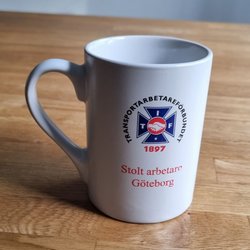 TRANSPORTARBETAREFÖRBUNDET
I T F
1897
Stolt arbetare
Göteborg